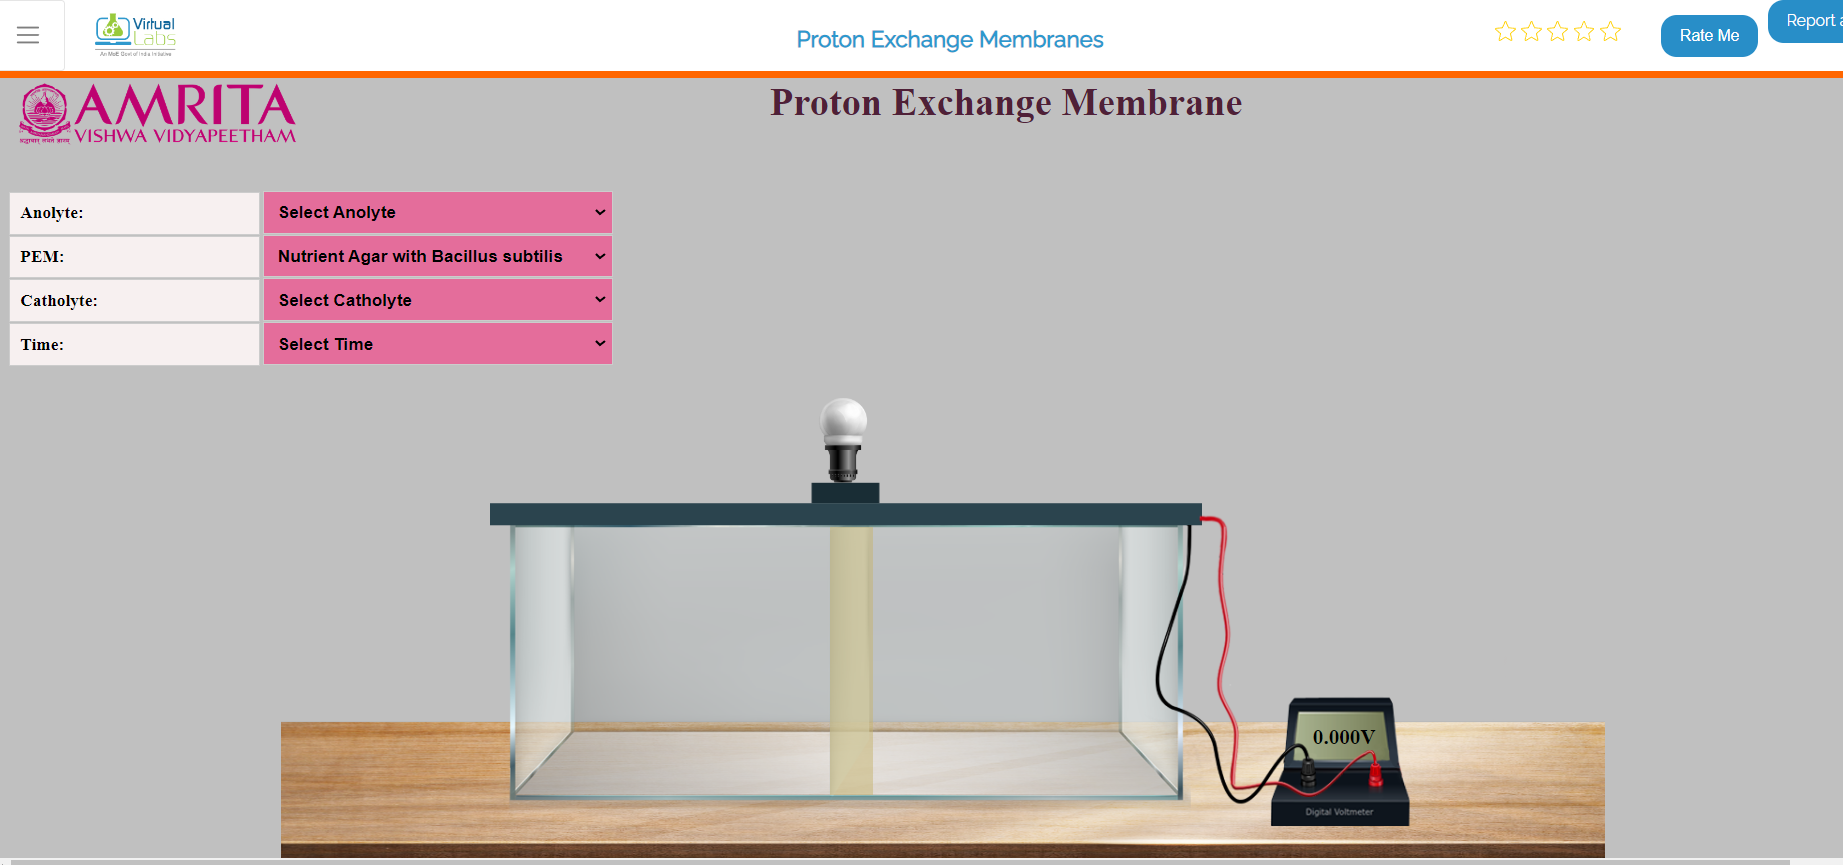 Virtual
Labs
An MoE Govt of India Initiative
Proton Exchange Membranes
Rate Me
Report a
AMRITA
VISHWA VIDYAPEETHAM
Proton Exchange Membrane
Anolyte:
Select Anolyte
PEM:
Nutrient Agar with Bacillus subtilis
Catholyte:
Select Catholyte
Time:
Select Time
0.000V
Digital Voltmeter